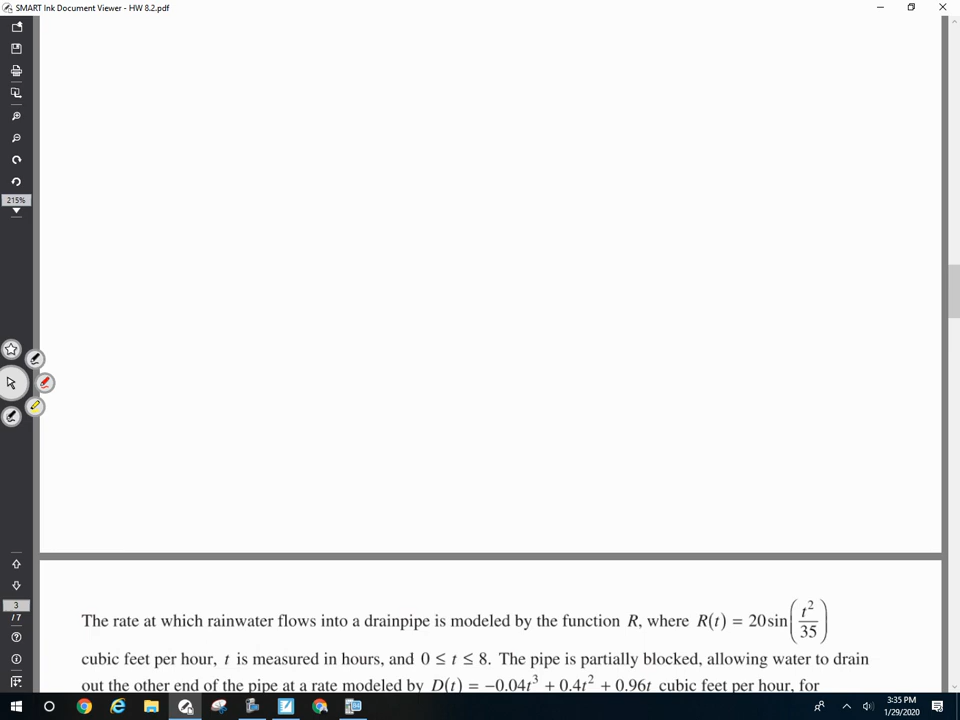 SMART Ink Document Viewer - HW 8.2.pdf
215%
3
/ 7
The rate at which rainwater flows into a drainpipe is modeled by the function R, where R(t) = 20 sin(t²/35)
cubic feet per hour, t is measured in hours, and 0 ≤ t ≤ 8. The pipe is partially blocked, allowing water to drain
out the other end of the pipe at a rate modeled by D(t) = −0.04t³ + 0.4t² + 0.96t cubic feet per hour, for
3:35 PM
1/29/2020